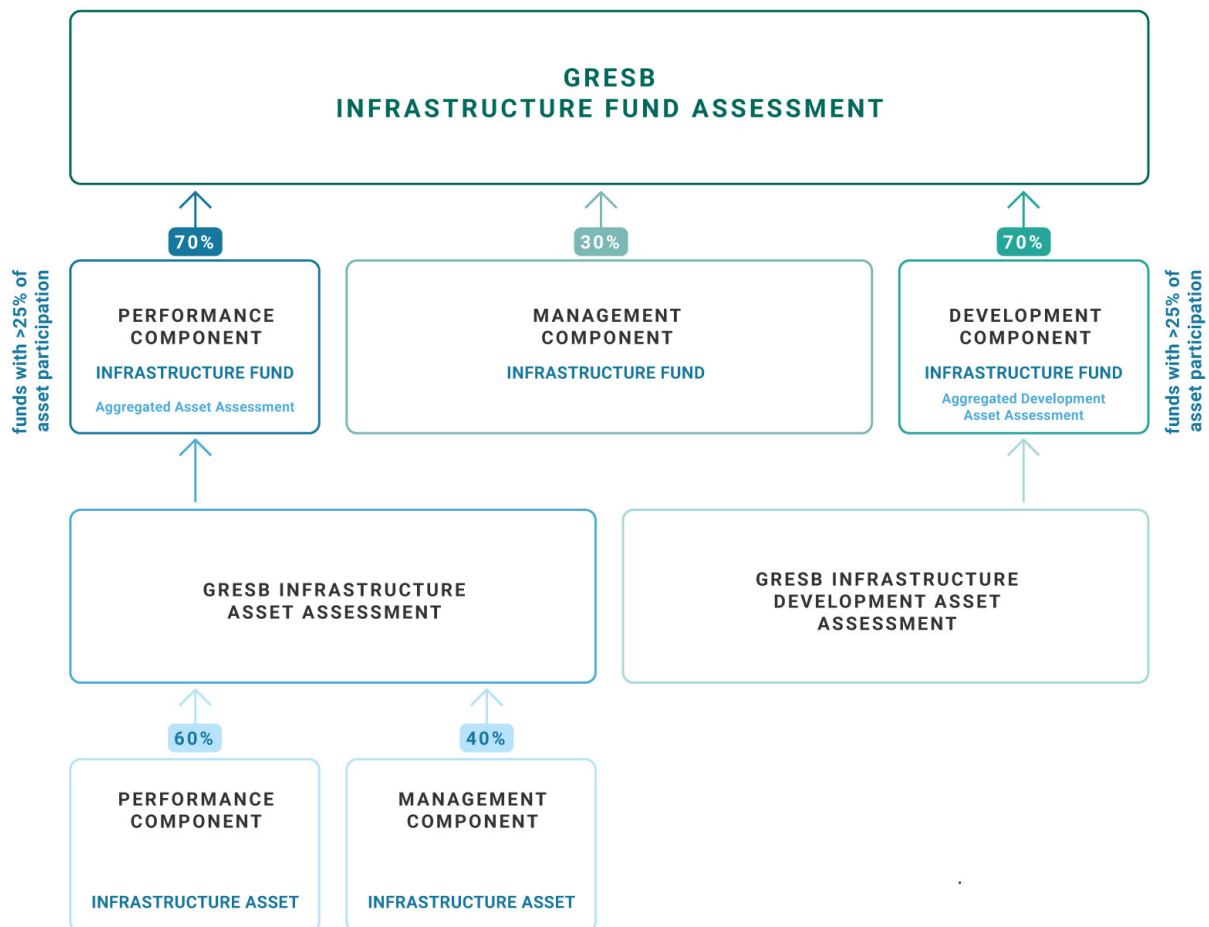 GRESB
INFRASTRUCTURE FUND ASSESSMENT
70%
30%
70%
funds with >25% of
asset participation
PERFORMANCE
COMPONENT
INFRASTRUCTURE FUND
Aggregated Asset Assessment
MANAGEMENT
COMPONENT
INFRASTRUCTURE FUND
DEVELOPMENT
COMPONENT
INFRASTRUCTURE FUND
Aggregated Development
Asset Assessment
funds with >25% of
asset participation
GRESB INFRASTRUCTURE
ASSET ASSESSMENT
GRESB INFRASTRUCTURE
DEVELOPMENT ASSET
ASSESSMENT
60%
40%
PERFORMANCE
COMPONENT
INFRASTRUCTURE ASSET
MANAGEMENT
COMPONENT
INFRASTRUCTURE ASSET